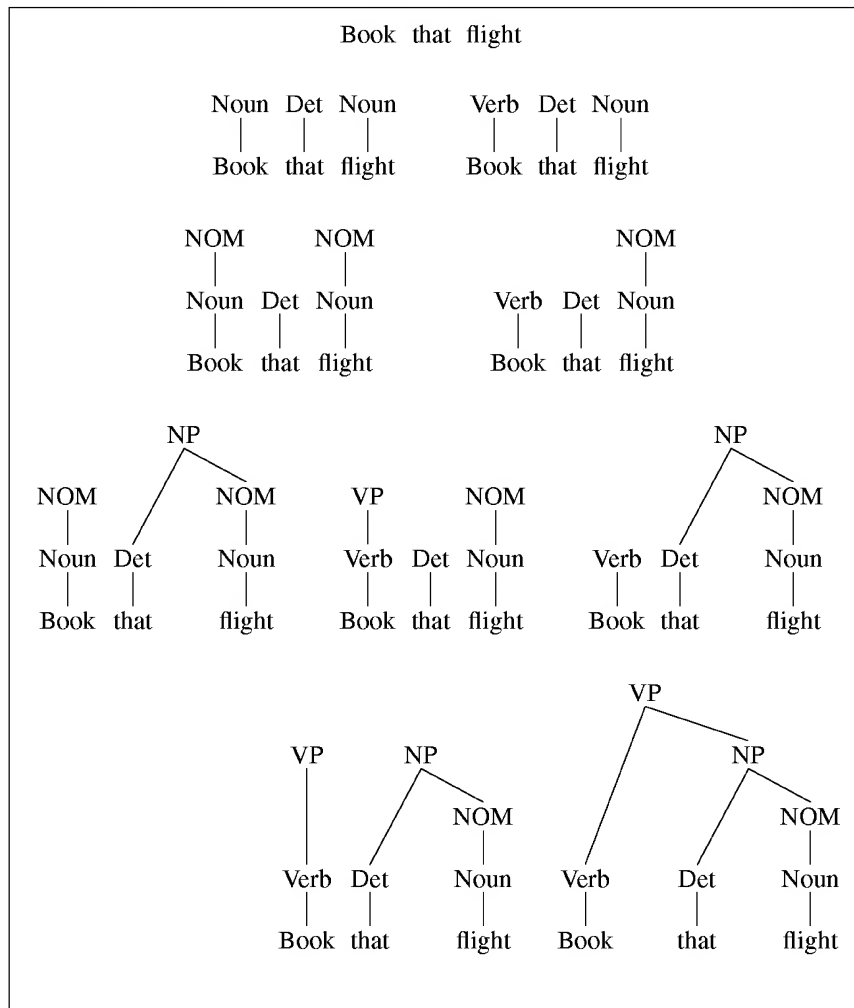 Book that flight
Noun Det Noun Verb Det Noun
Book that flight Book that flight
NOM NOM NOM
Noun Det Noun Verb Det Noun
Book that flight Book that flight
NP NP
NOM NOM VP NOM NOM
Noun Det Noun Verb Det Noun Verb Det Noun
Book that flight Book that flight Book that flight
VP
VP NP NP
NOM NOM
Verb Det Noun Verb Det Noun
Book that flight Book that flight